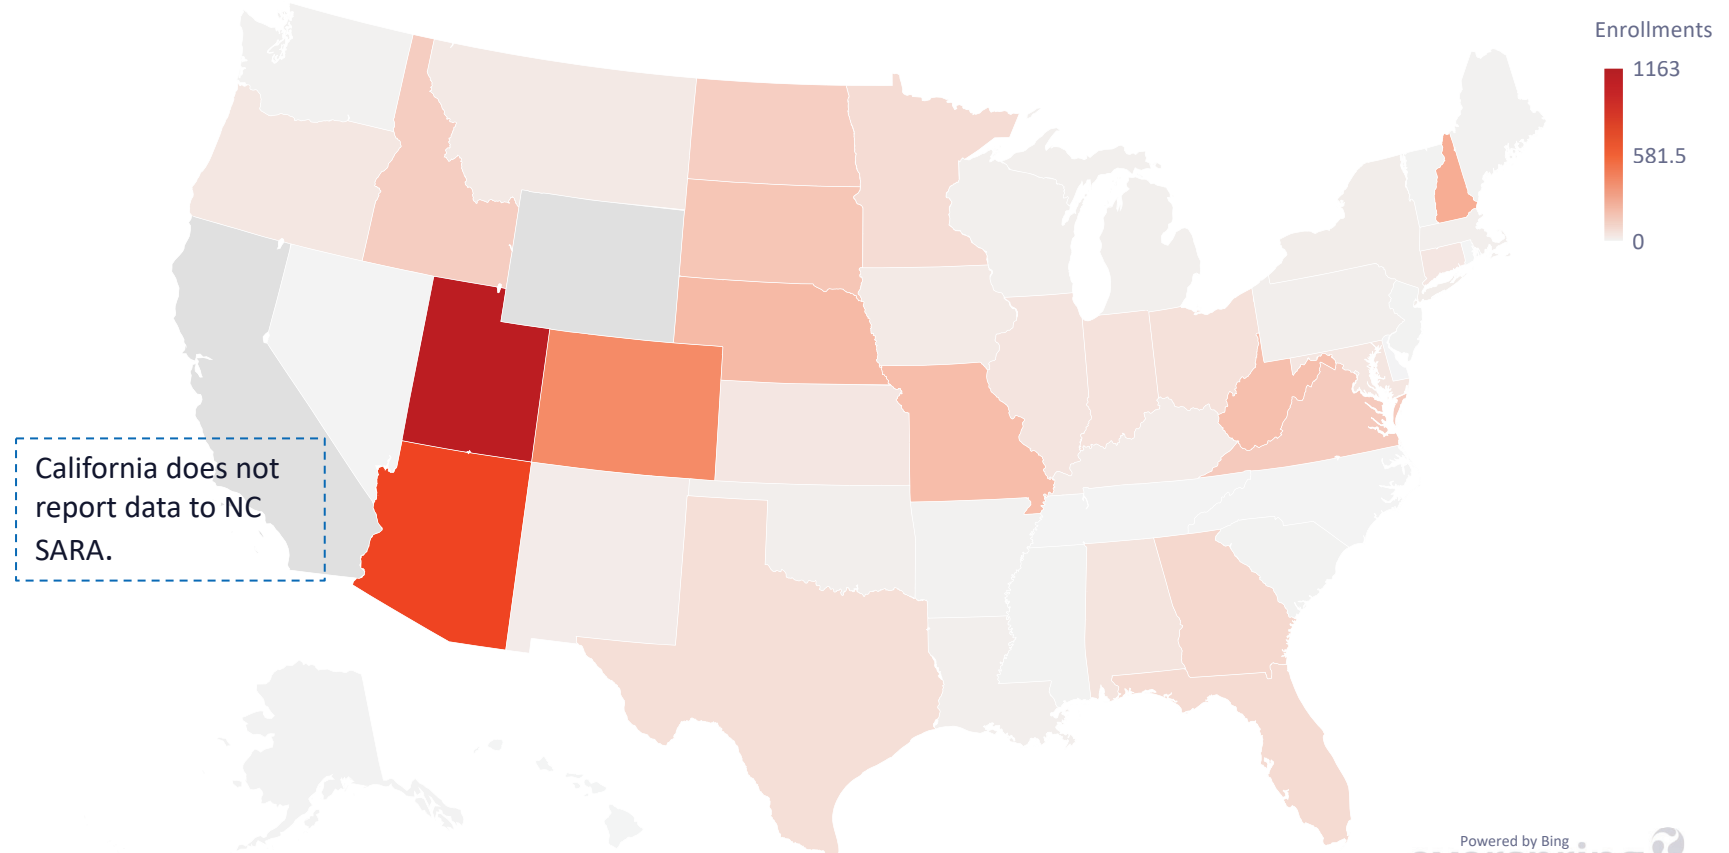 Enrollments
1163
581.5
0
California does not
report data to NC
SARA.
Powered by Bing